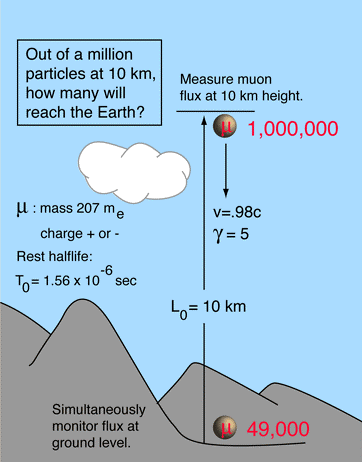 Out of a million
particles at 10 km,
how many will
reach the Earth?
Measure muon
flux at 10 km height.
μ 1,000,000
v=.98c
γ = 5
μ : mass 207 mₑ
charge + or -
Rest halflife:
T₀ = 1.56 x 10⁻⁶ sec
L₀ = 10 km
Simultaneously
monitor flux at
ground level.
μ 49,000